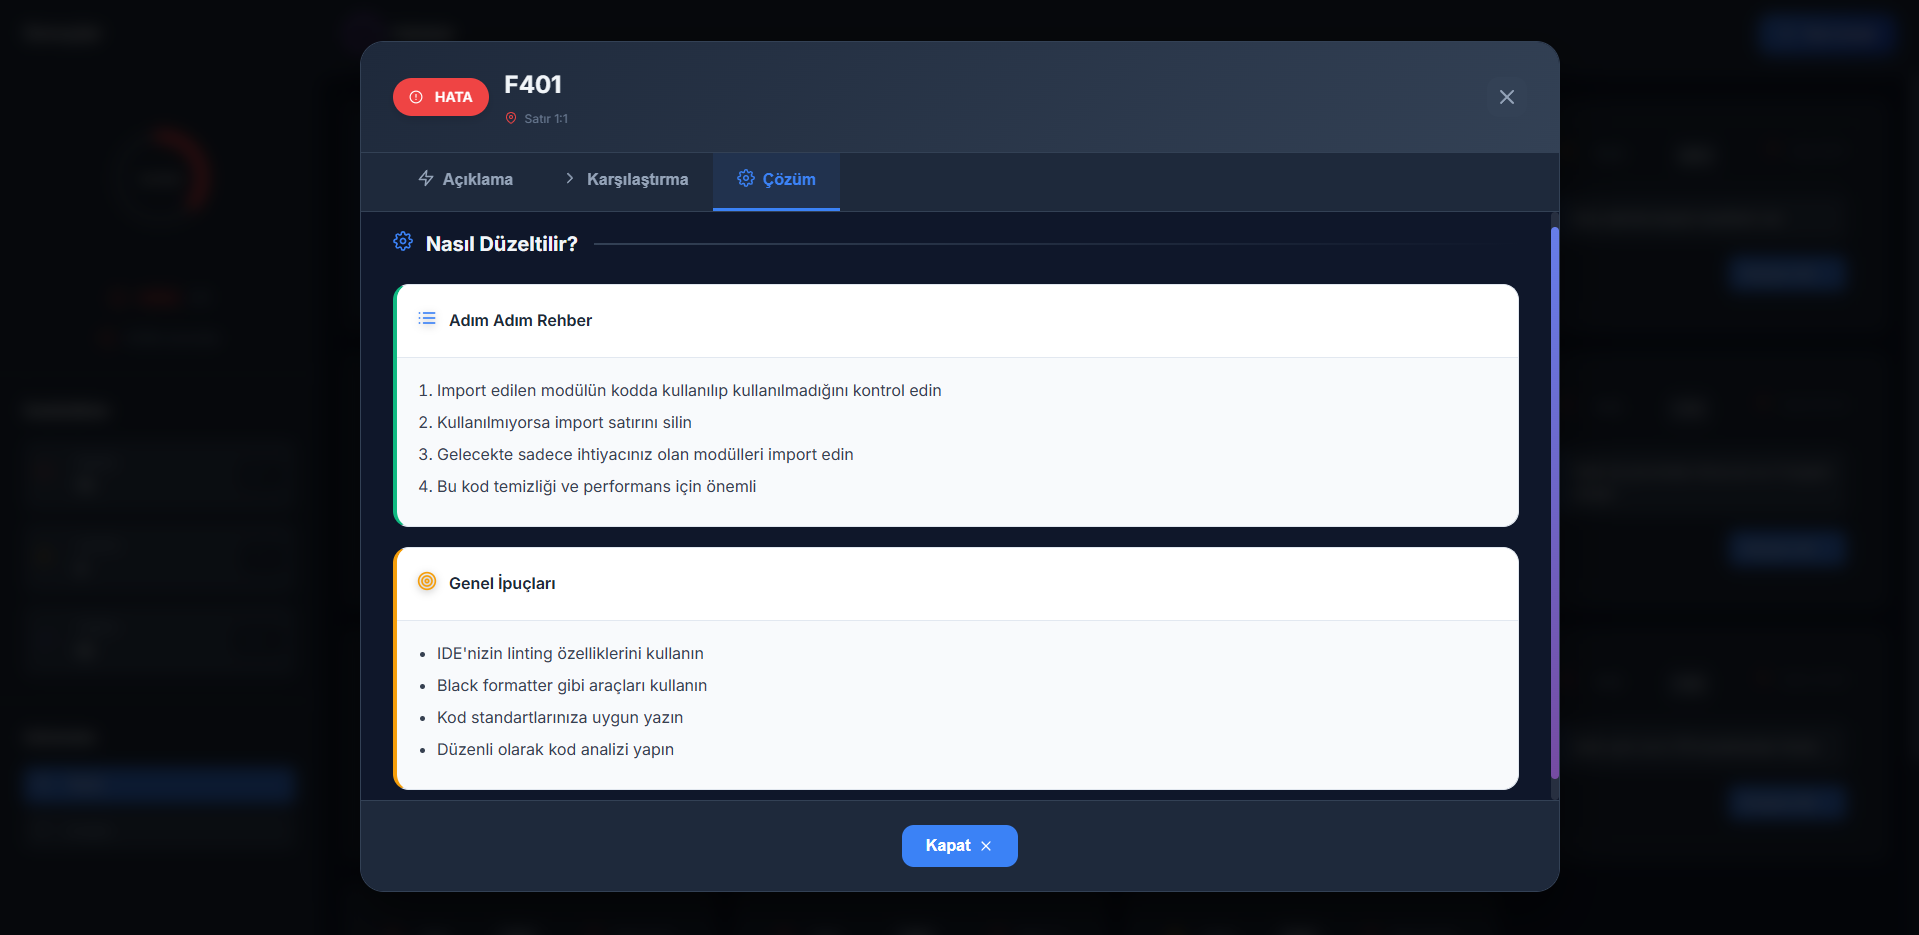 HATA
F401
Satır 1:1
Açıklama
Karşılaştırma
Çözüm
Nasıl Düzeltilir?
Adım Adım Rehber
1. Import edilen modülün kodda kullanılıp kullanılmadığını kontrol edin
2. Kullanılmıyorsa import satırını silin
3. Gelecekte sadece ihtiyacınız olan modülleri import edin
4. Bu kod temizliği ve performans için önemli
Genel İpuçları
• IDE'nizin linting özelliklerini kullanın
• Black formatter gibi araçları kullanın
• Kod standartlarınıza uygun yazın
• Düzenli olarak kod analizi yapın
Kapat